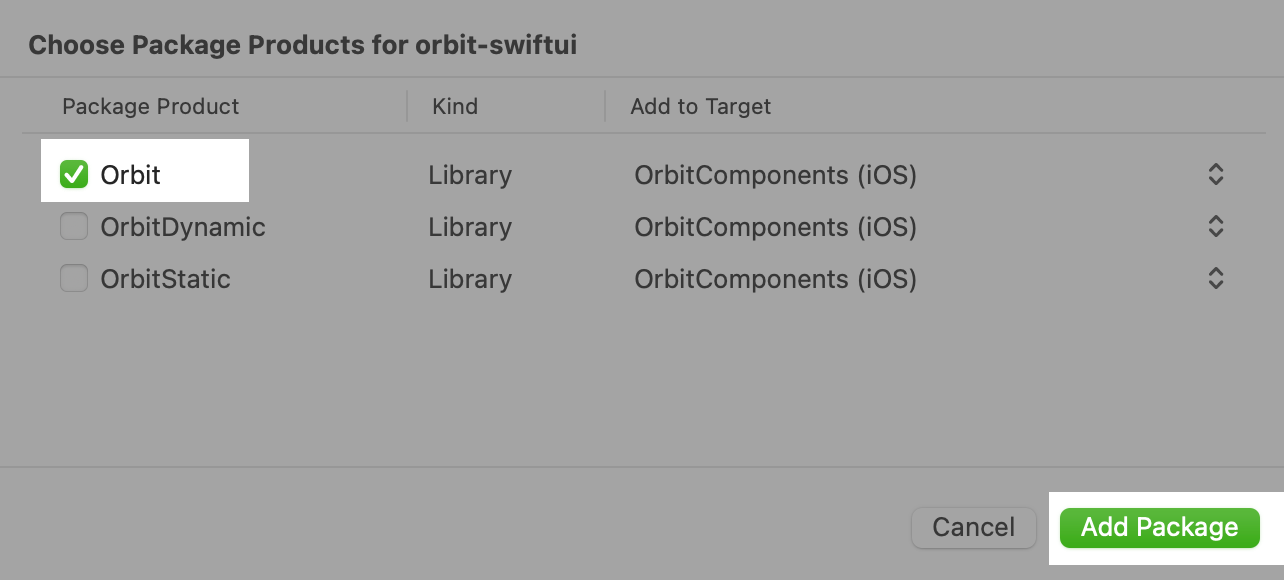 Choose Package Products for orbit-swiftui
Package Product Kind Add to Target
Orbit Library OrbitComponents (iOS)
OrbitDynamic Library OrbitComponents (iOS)
OrbitStatic Library OrbitComponents (iOS)
Cancel Add Package